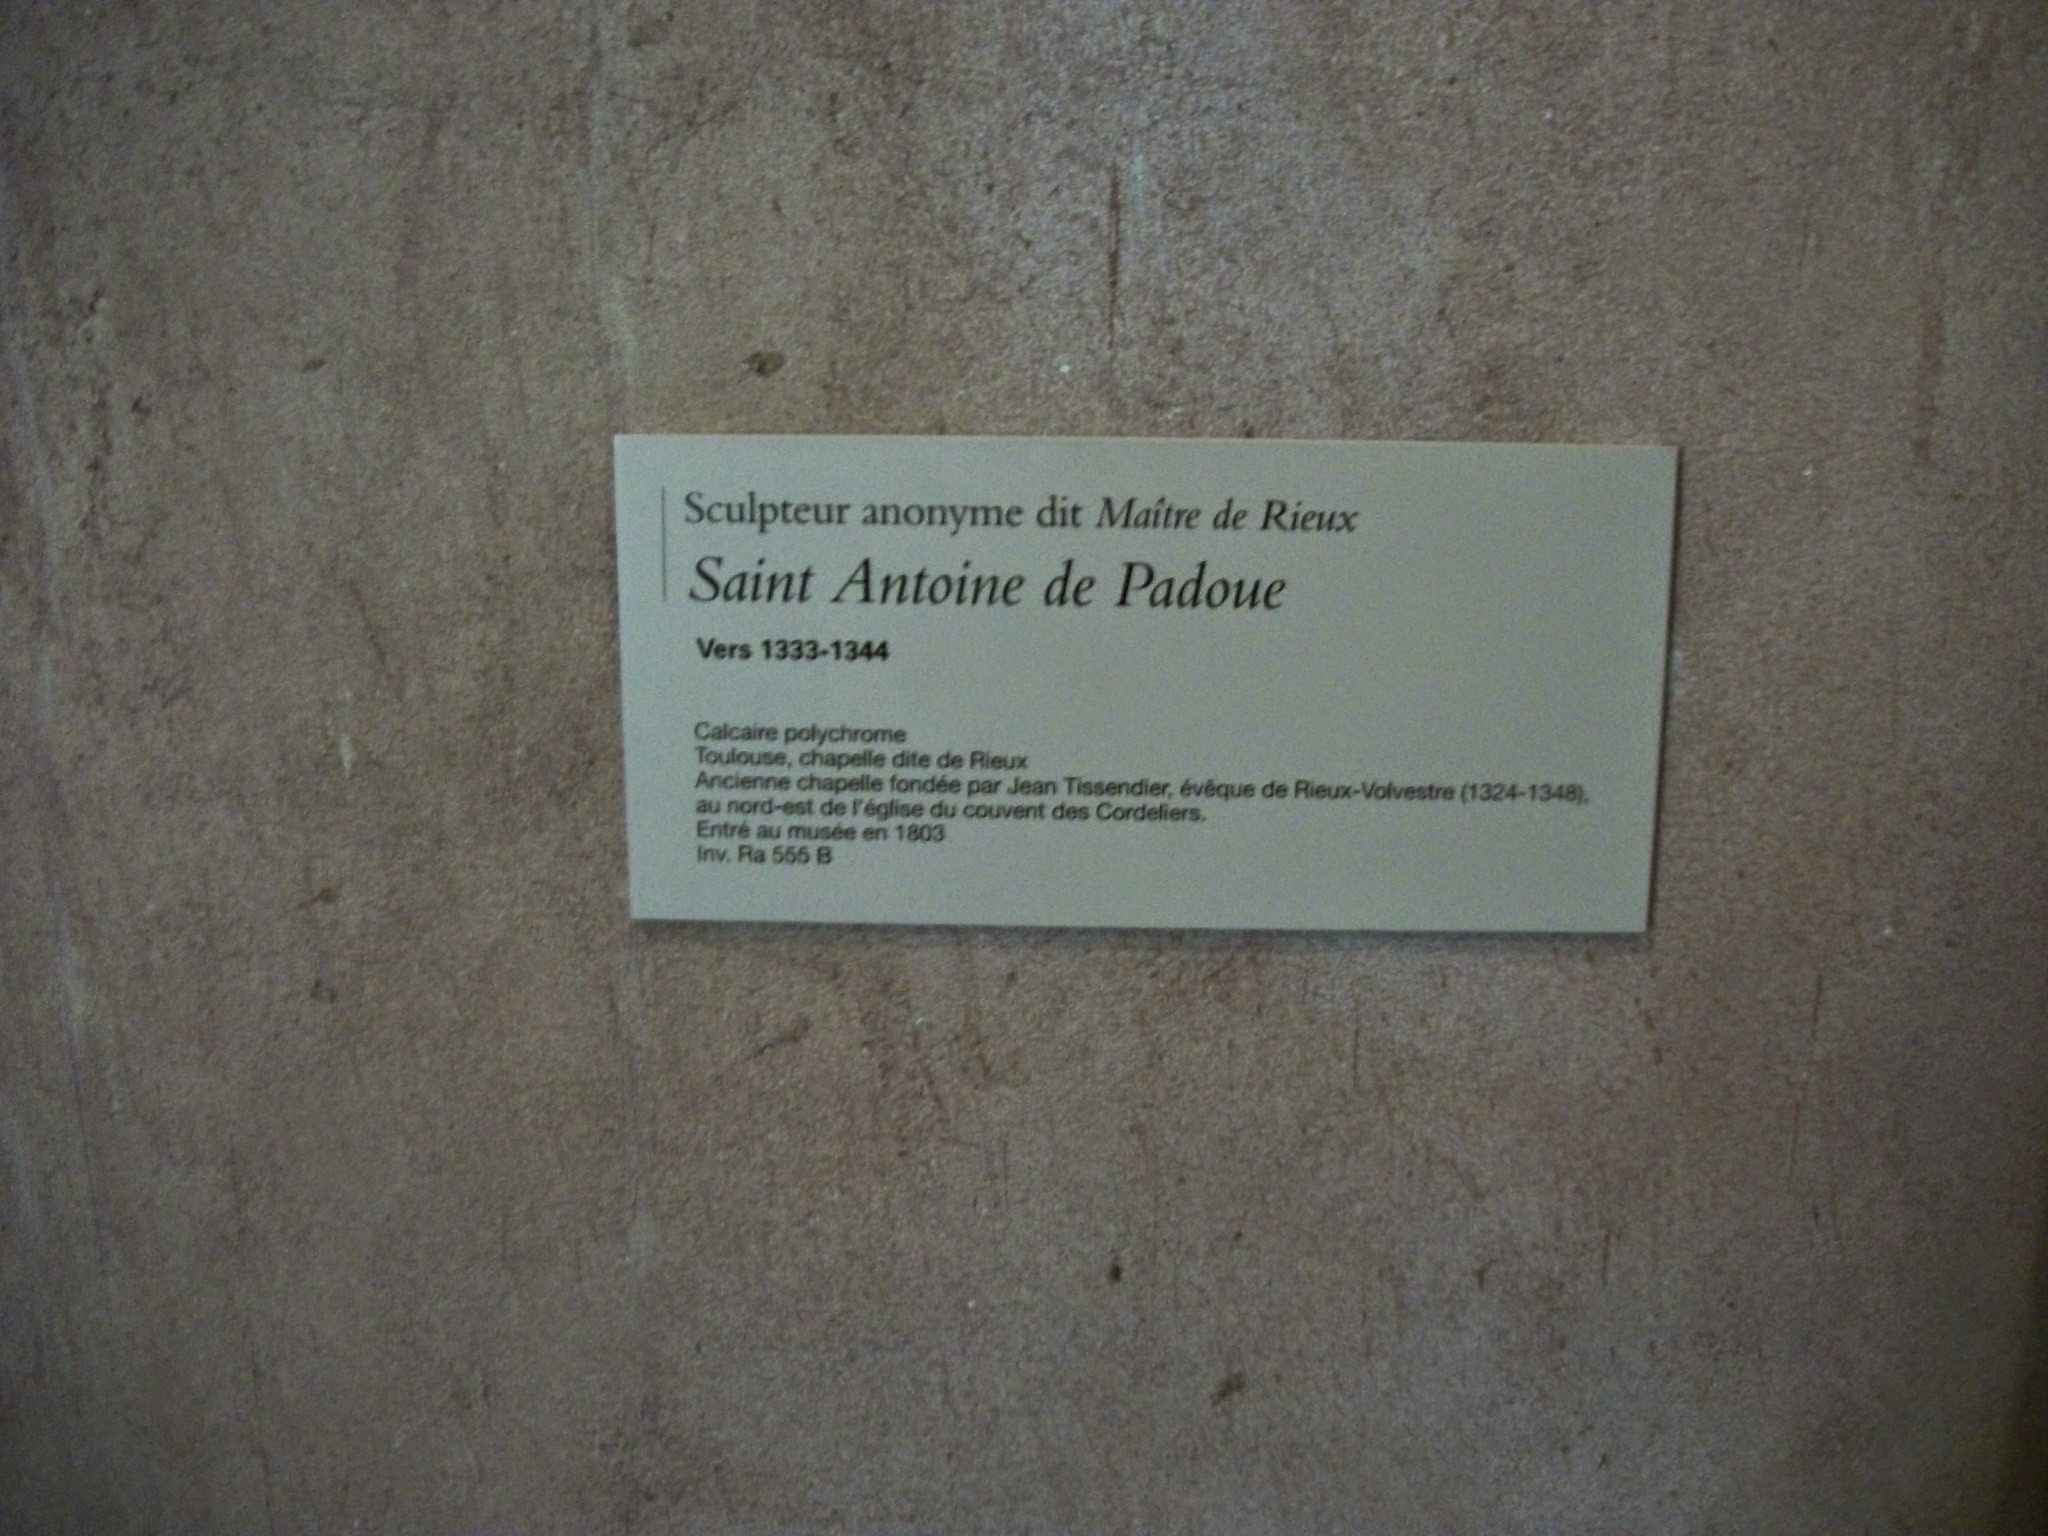 Sculpteur anonyme dit Maître de Rieux
Saint Antoine de Padoue
Vers 1333-1344
Calcaire polychrome
Toulouse, chapelle dite de Rieux
Ancienne chapelle fondée par Jean Tissendier, évêque de Rieux-Volvestre (1324-1348),
au nord-est de l'église du couvent des Cordeliers.
Entré au musée en 1803
Inv. Ra 555 B